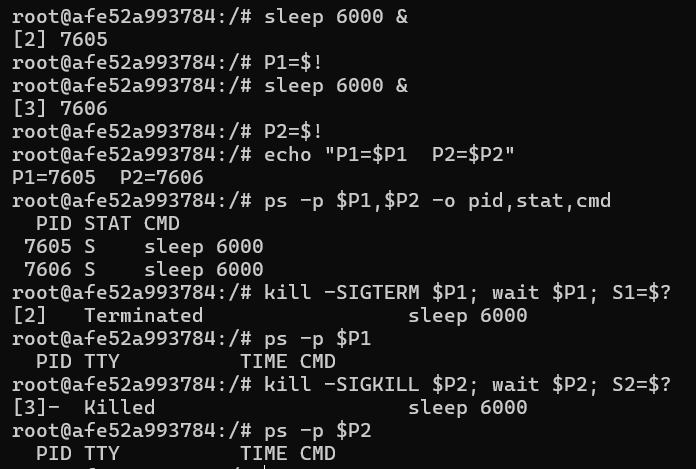 root@afe52a993784:/# sleep 6000 &
[2] 7605
root@afe52a993784:/# P1=$!
root@afe52a993784:/# sleep 6000 &
[3] 7606
root@afe52a993784:/# P2=$!
root@afe52a993784:/# echo "P1=$P1  P2=$P2"
P1=7605  P2=7606
root@afe52a993784:/# ps -p $P1,$P2 -o pid,stat,cmd
  PID STAT CMD
 7605 S    sleep 6000
 7606 S    sleep 6000
root@afe52a993784:/# kill -SIGTERM $P1; wait $P1; S1=$?
[2]   Terminated                 sleep 6000
root@afe52a993784:/# ps -p $P1
  PID TTY          TIME CMD
root@afe52a993784:/# kill -SIGKILL $P2; wait $P2; S2=$?
[3]-  Killed                     sleep 6000
root@afe52a993784:/# ps -p $P2
  PID TTY          TIME CMD